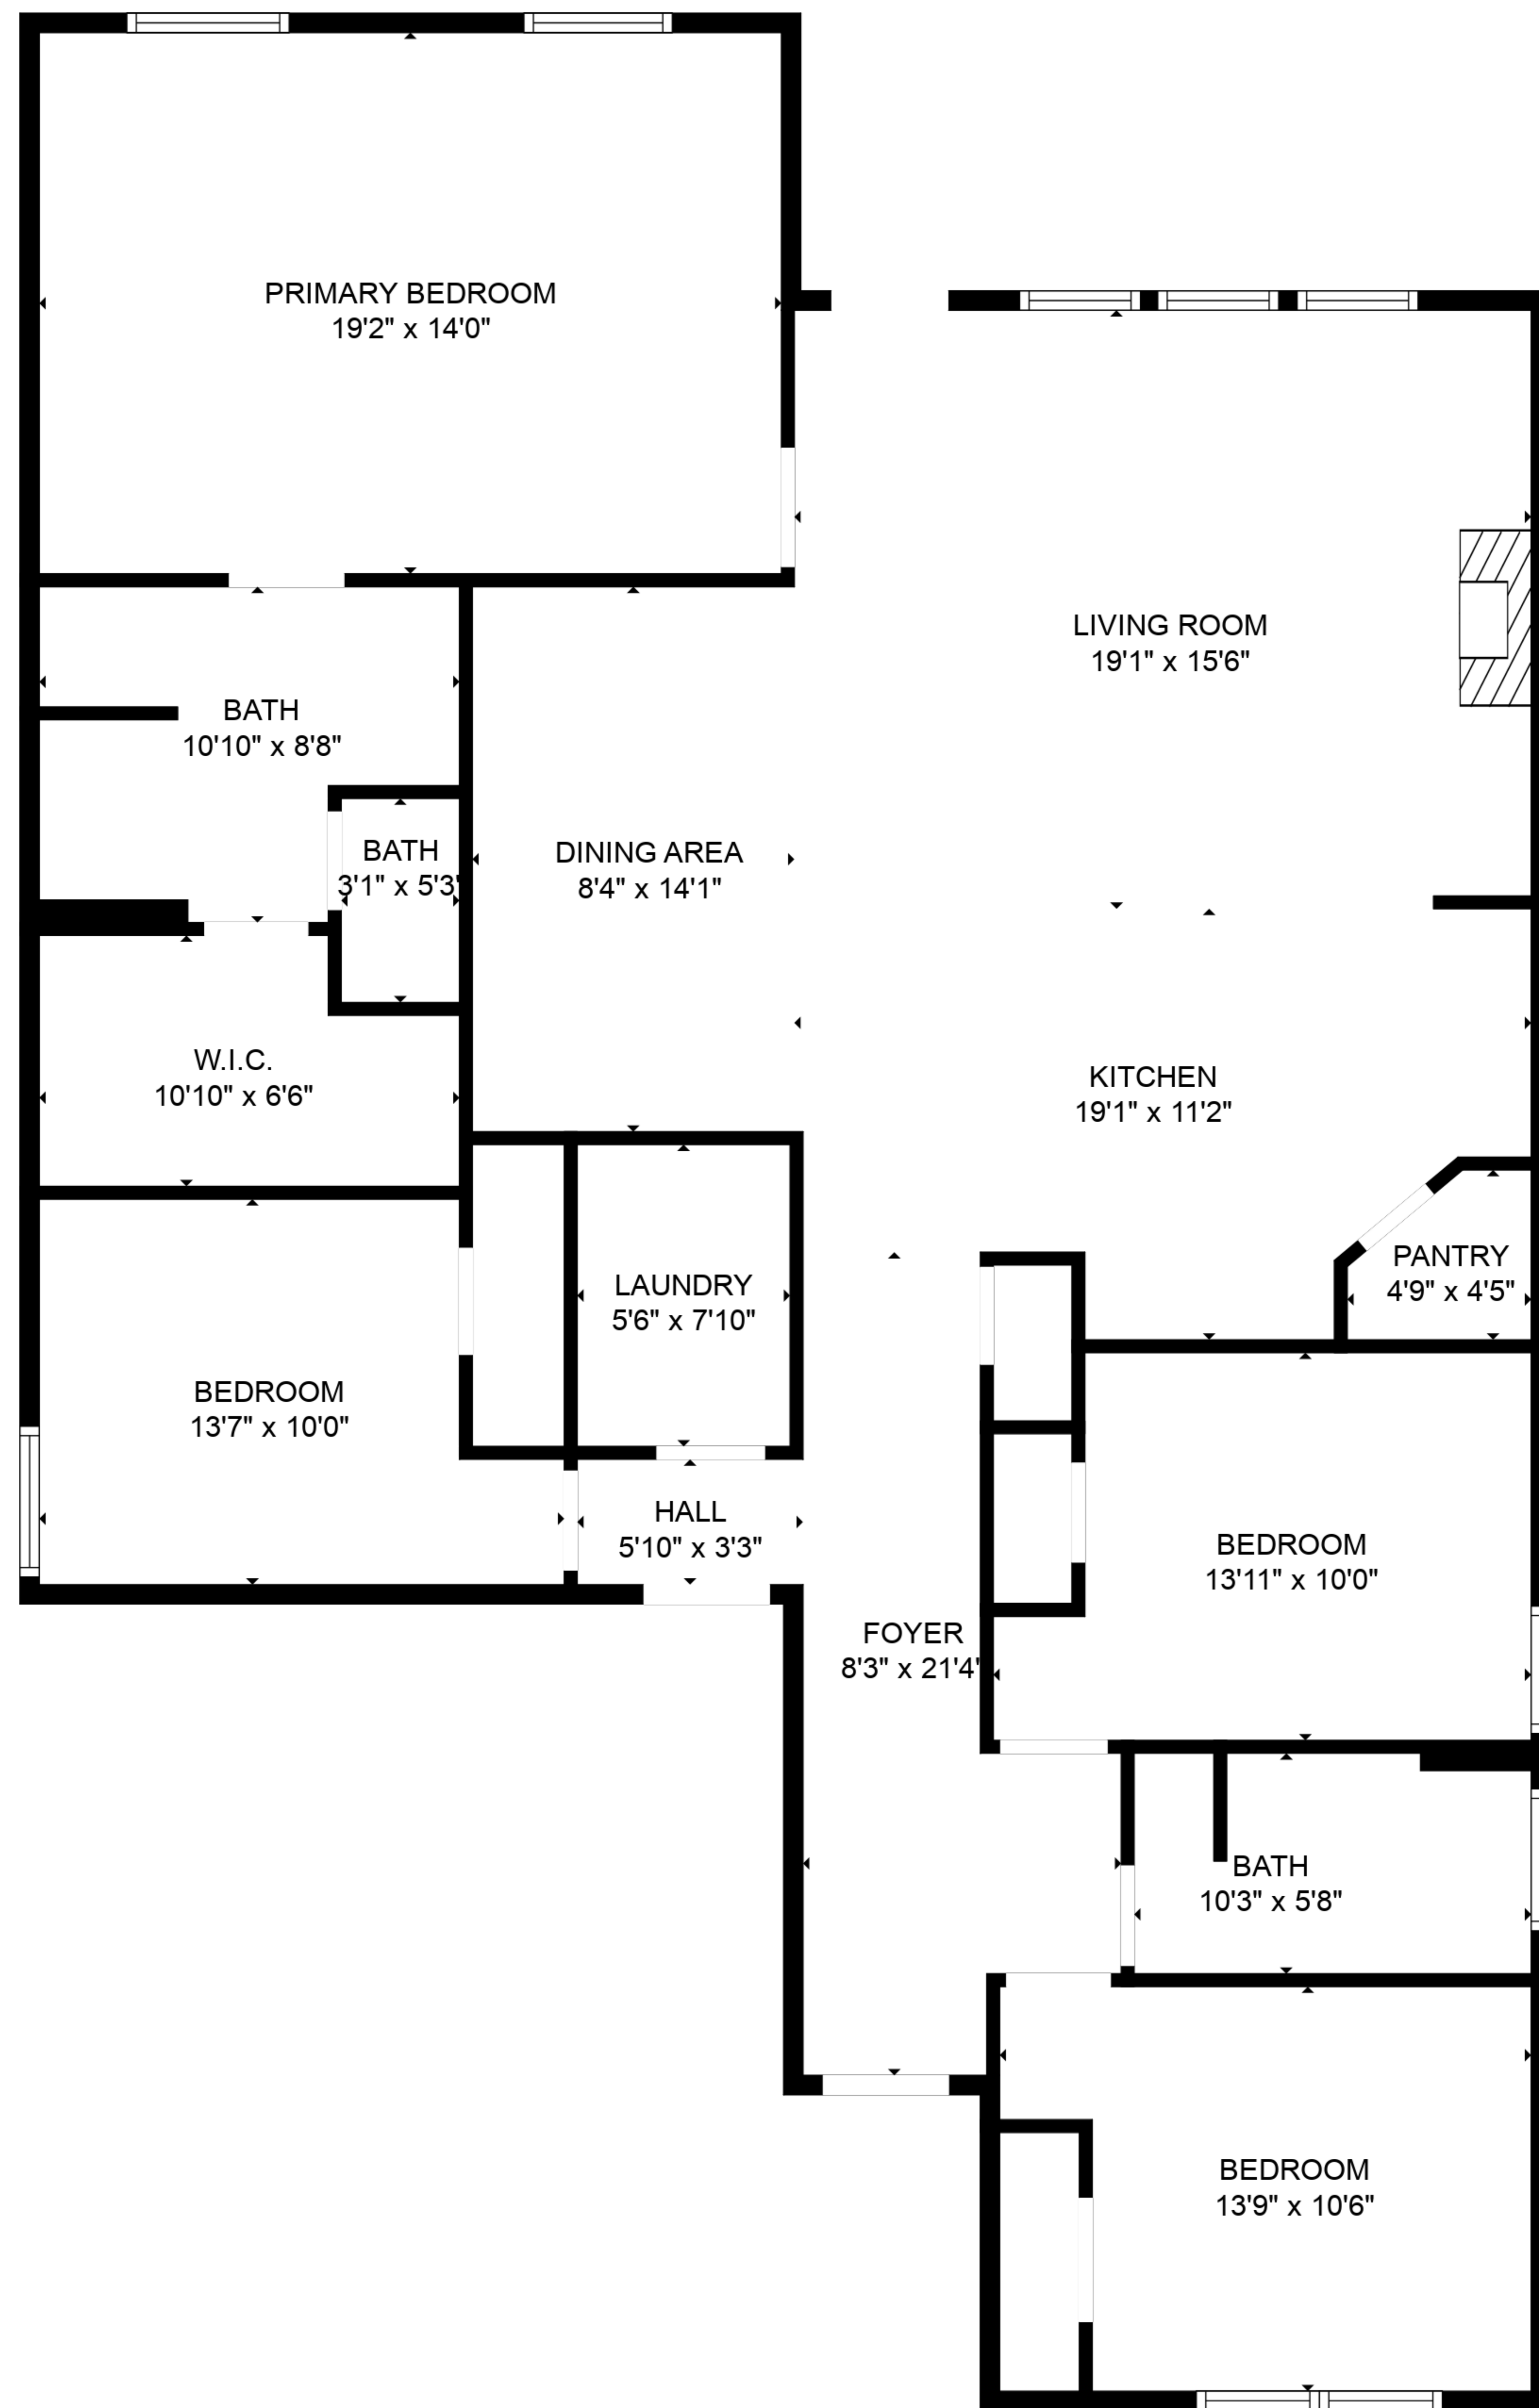 PRIMARY BEDROOM
19'2" x 14'0"
LIVING ROOM
19'1" x 15'6"
BATH
10'10" x 8'8"
BATH
3'1" x 5'3'
DINING AREA
8'4" x 14'1"
W.I.C.
10'10" x 6'6"
KITCHEN
19'1" x 11'2"
PANTRY
4'9" x 4'5"
LAUNDRY
5'6" x 7'10"
BEDROOM
13'7" x 10'0"
HALL
5'10" x 3'3"
BEDROOM
13'11" x 10'0"
FOYER
8'3" x 21'4'
BATH
10'3" x 5'8"
BEDROOM
13'9" x 10'6"